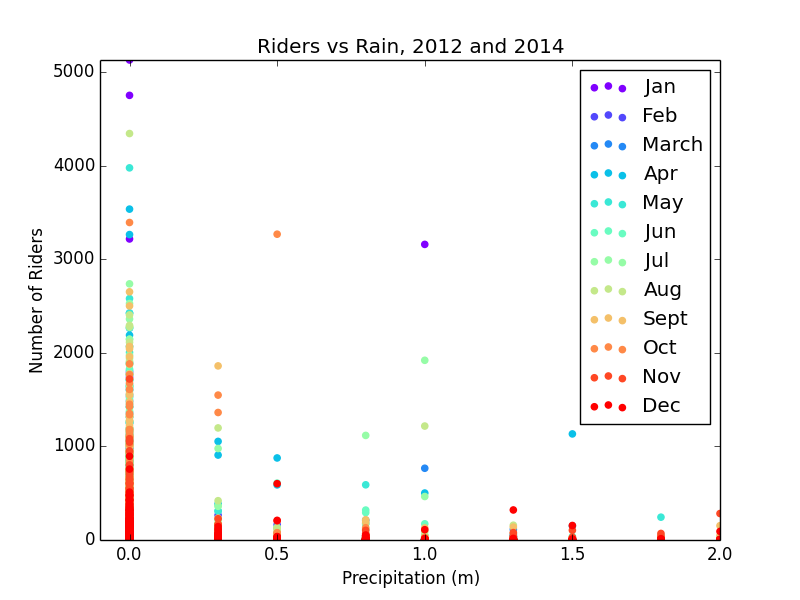 Riders vs Rain, 2012 and 2014
5000
4000
3000
2000
1000
0
Number of Riders
0.0 0.5 1.0 1.5 2.0
Precipitation (m)
Jan
Feb
March
Apr
May
Jun
Jul
Aug
Sept
Oct
Nov
Dec